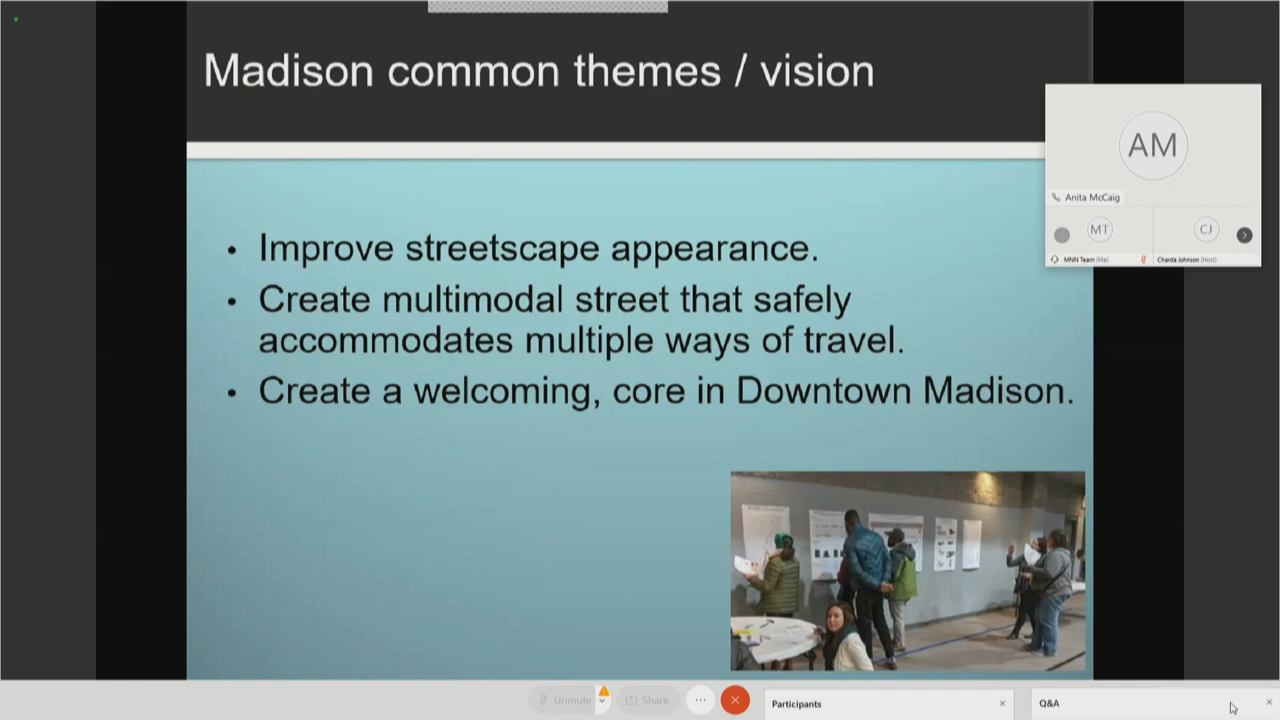 Madison common themes / vision
AM
Anita McCaig
MT
CJ
MNN Team (Me)
Charda Johnson (Host)
• Improve streetscape appearance.
• Create multimodal street that safely
accommodates multiple ways of travel.
• Create a welcoming, core in Downtown Madison.
Unmute
Share
Participants
Q&A